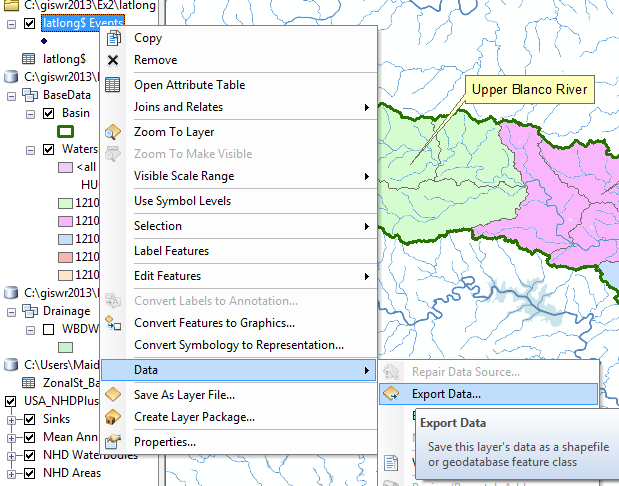 C:\giswr2013\Ex2\latlong
latlong$ Events
latlong$
C:\giswr2013\
BaseData
Basin
Waters
<all
HU
1210
1210
1210
1210
1210
C:\giswr2013\
Drainage
WBDW
C:\Users\Maid
ZonalSt_Ba
USA_NHDPlus
Sinks
Mean Ann
NHD Waterbodies
NHD Areas
Copy
Remove
Open Attribute Table
Joins and Relates
Zoom To Layer
Zoom To Make Visible
Visible Scale Range
Use Symbol Levels
Selection
Label Features
Edit Features
Convert Labels to Annotation...
Convert Features to Graphics...
Convert Symbology to Representation...
Data
Save As Layer File...
Create Layer Package...
Properties...
Upper Blanco River
Repair Data Source...
Export Data...
Export Data
Save this layer's data as a shapefile
or geodatabase feature class